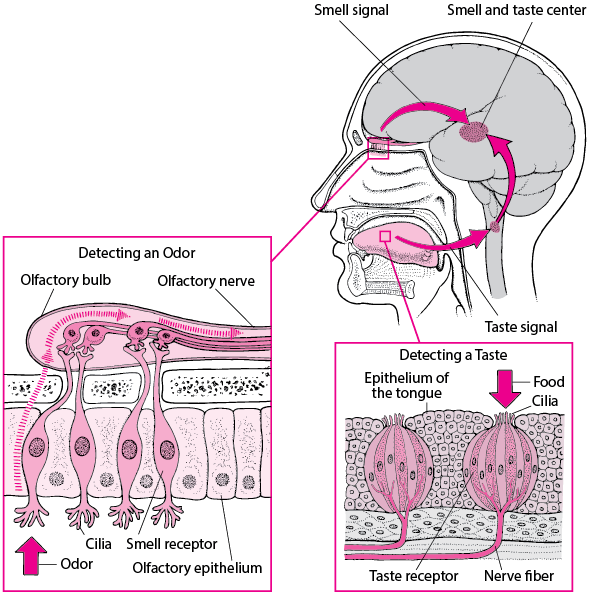 Smell signal
Smell and taste center
Taste signal
Detecting an Odor
Olfactory bulb
Olfactory nerve
Cilia
Smell receptor
Odor
Olfactory epithelium
Detecting a Taste
Epithelium of
the tongue
Food
Cilia
Taste receptor
Nerve fiber